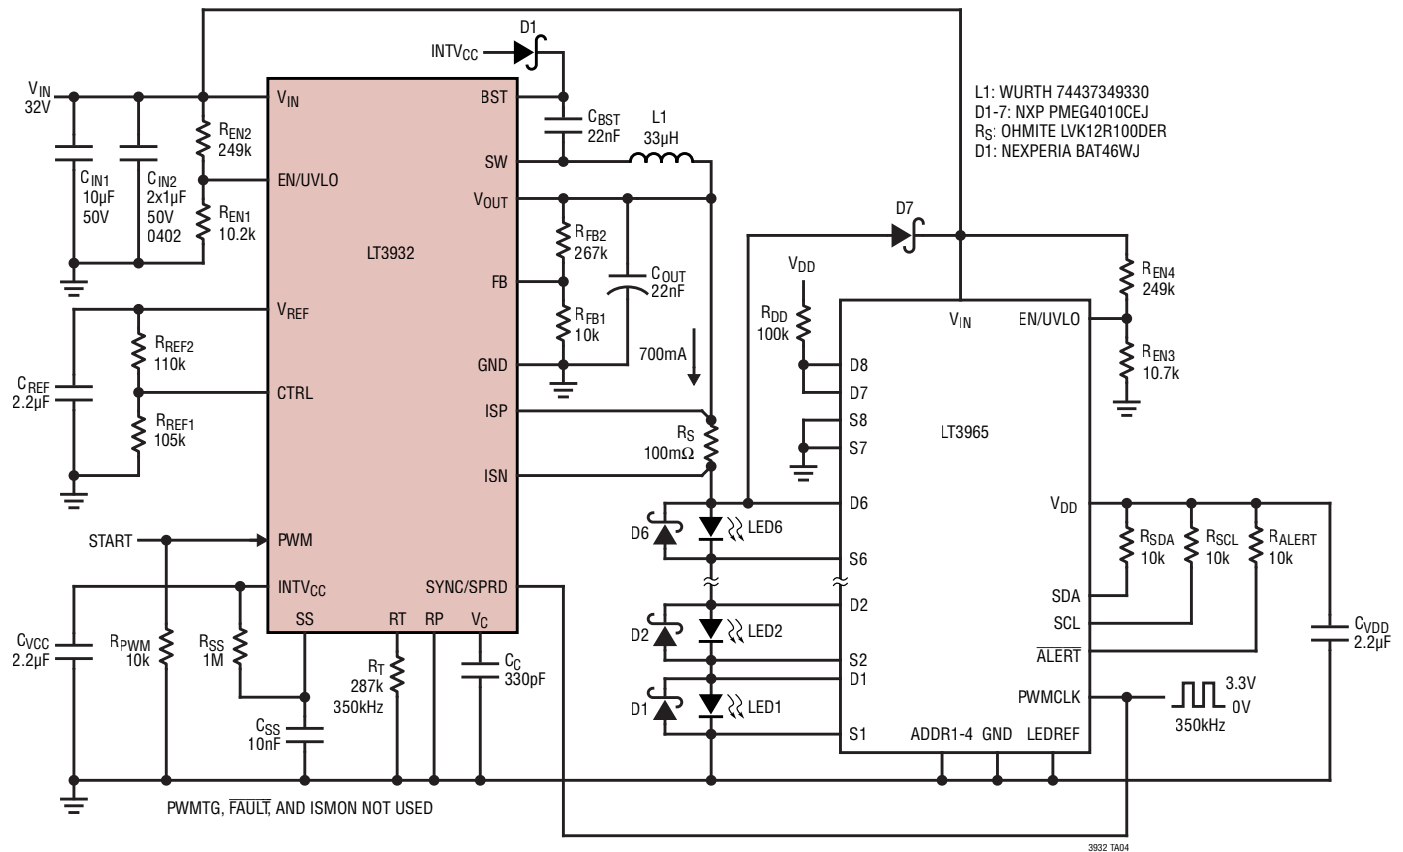 D1
INTVCC
VIN
32V
CIN1
10µF
50V
CIN2
2x1µF
50V
0402
REN2
249k
REN1
10.2k
VIN
EN/UVLO
LT3932
VREF
CTRL
PWM
INTVCC
SS
RT
RP
VC
BST
SW
VOUT
FB
GND
ISP
ISN
SYNC/SPRD
CBST
22nF
L1
33µH
RFB2
267k
RFB1
10k
COUT
22nF
700mA
RS
100mΩ
L1: WURTH 74437349330
D1-7: NXP PMEG4010CEJ
RS: OHMITE LVK12R100DER
D1: NEXPERIA BAT46WJ
D7
VDD
RDD
100k
REN4
249k
REN3
10.7k
VIN
EN/UVLO
D8
D7
S8
S7
LT3965
D6
S6
D2
S2
D1
S1
VDD
SDA
SCL
ALERT
PWMCLK
ADDR1-4
GND
LEDREF
RSDA
10k
RSCL
10k
RALERT
10k
CVDD
2.2µF
3.3V
0V
350kHz
D6
LED6
D2
LED2
D1
LED1
CREF
2.2µF
RREF2
110k
RREF1
105k
START
CVCC
2.2µF
RPWM
10k
RSS
1M
CSS
10nF
RT
287k
350kHz
CC
330pF
PWMTG, FAULT, AND ISMON NOT USED
3932 TA04